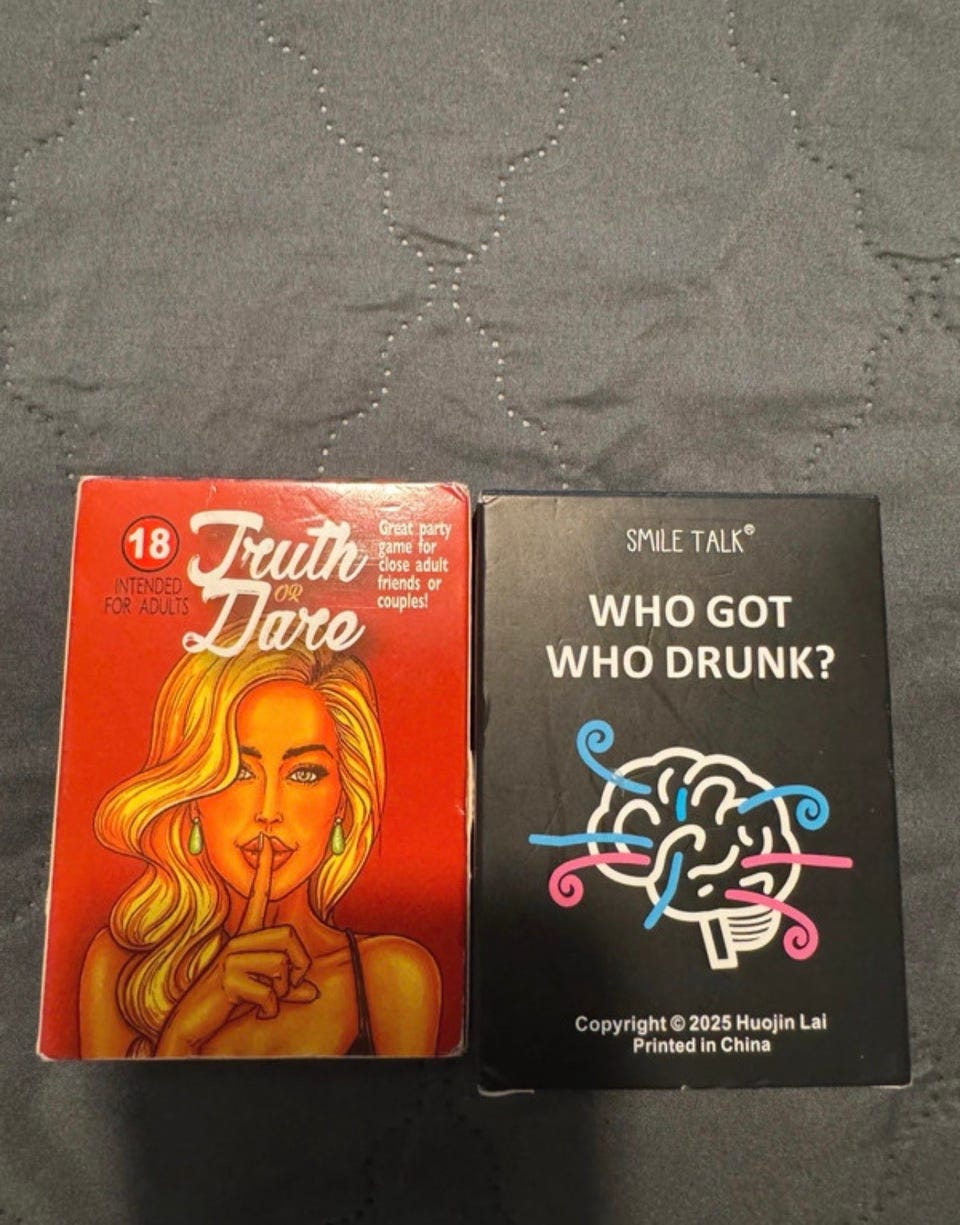 18
INTENDED
FOR ADULTS
Truth
OR
Dare
Great party
game for
close adult
friends or
couples!
SMILE TALK®
WHO GOT
WHO DRUNK?
Copyright © 2025 Huojin Lai
Printed in China